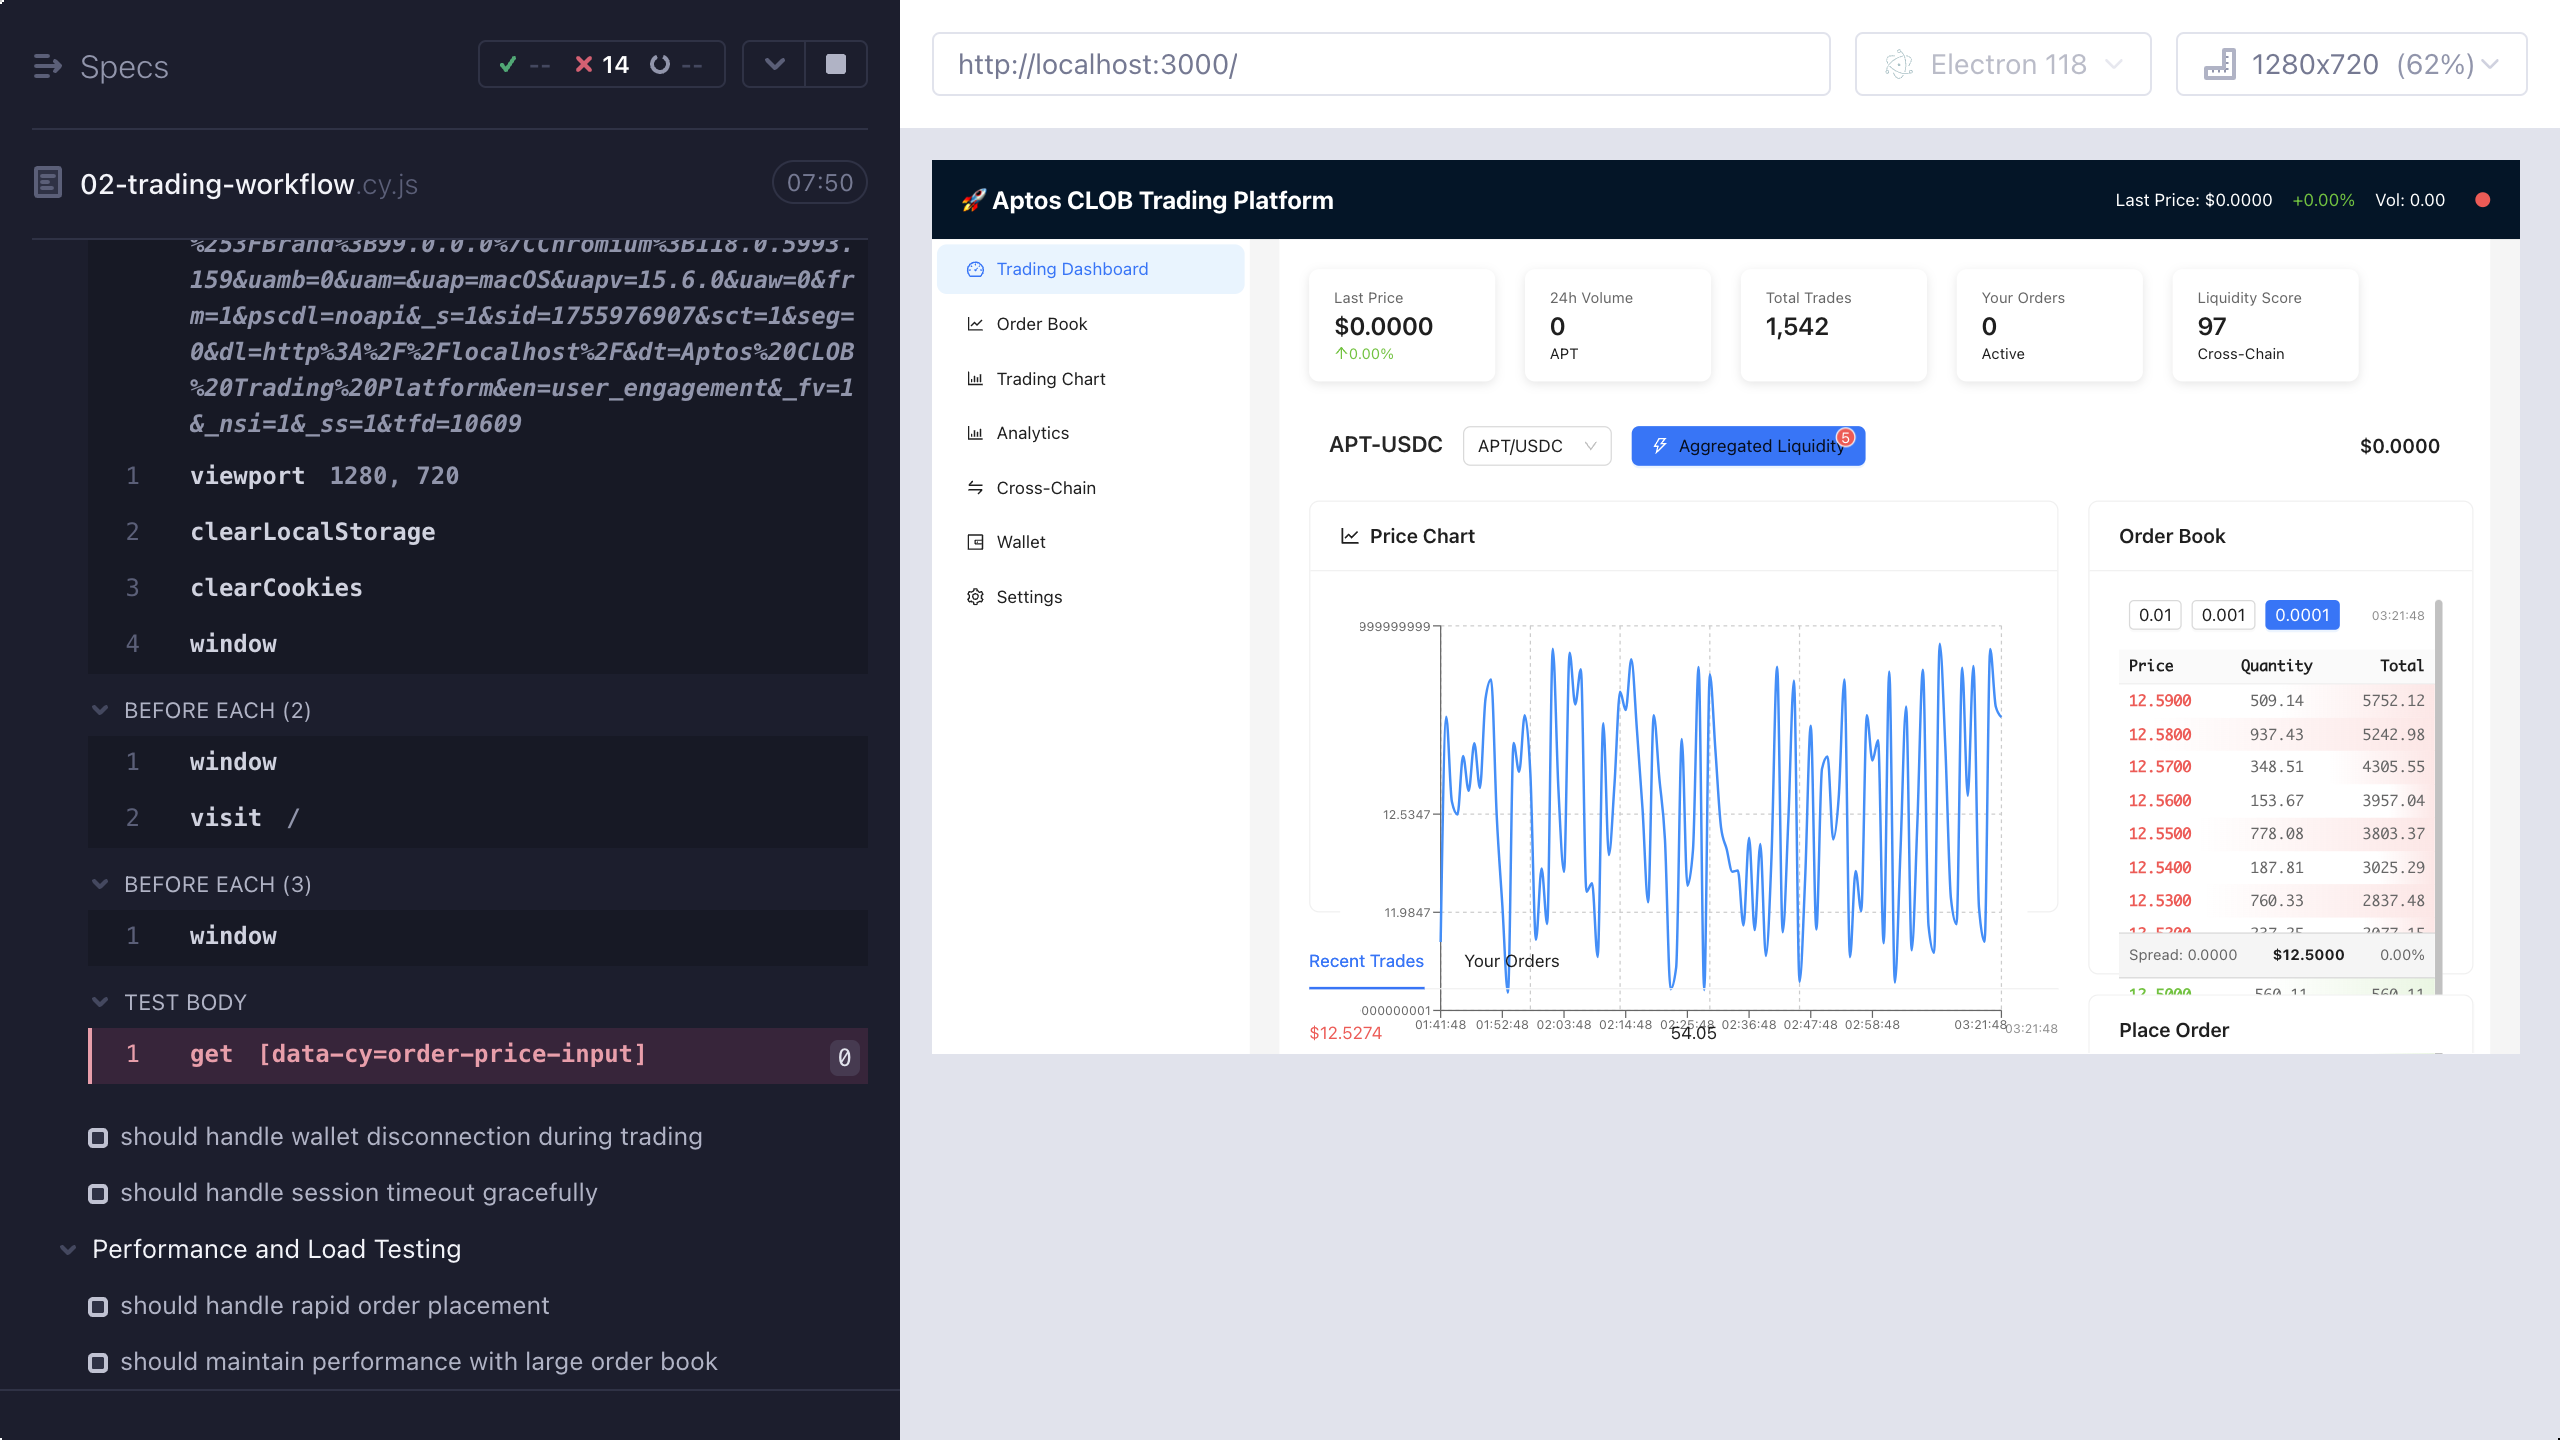 Specs
-- 14 --
02-trading-workflow.cy.js
07:50
%253FBrand%3B99.0.0.0%7CChromium%3B118.0.5993.
159&uamb=0&uam=&uap=macOS&uapv=15.6.0&uaw=0&fr
m=1&pscdl=noapi&_s=1&sid=1755976907&sct=1&seg=
0&dl=http%3A%2F%2Flocalhost%2F&dt=Aptos%20CLOB
%20Trading%20Platform&en=user_engagement&_fv=1
&_nsi=1&_ss=1&tfd=10609
1 viewport 1280, 720
2 clearLocalStorage
3 clearCookies
4 window
BEFORE EACH (2)
1 window
2 visit /
BEFORE EACH (3)
1 window
TEST BODY
1 get [data-cy=order-price-input] 0
should handle wallet disconnection during trading
should handle session timeout gracefully
Performance and Load Testing
should handle rapid order placement
should maintain performance with large order book
http://localhost:3000/
Electron 118
1280x720 (62%)
🚀 Aptos CLOB Trading Platform
Last Price: $0.0000 +0.00% Vol: 0.00
Trading Dashboard
Order Book
Trading Chart
Analytics
Cross-Chain
Wallet
Settings
Last Price
$0.0000
↑0.00%
24h Volume
0
APT
Total Trades
1,542
Your Orders
0
Active
Liquidity Score
97
Cross-Chain
APT-USDC
APT/USDC
Aggregated Liquidity
5
$0.0000
Price Chart
999999999
12.5347
11.9847
000000001
01:41:48 01:52:48 02:03:48 02:14:48 02:25:48 02:36:48 02:47:48 02:58:48 03:21:48
Recent Trades
Your Orders
$12.5274 54.05 03:21:48
Order Book
0.01 0.001 0.0001 03:21:48
Price Quantity Total
12.5900 509.14 5752.12
12.5800 937.43 5242.98
12.5700 348.51 4305.55
12.5600 153.67 3957.04
12.5500 778.08 3803.37
12.5400 187.81 3025.29
12.5300 760.33 2837.48
12.5200 237.25 2077.15
Spread: 0.0000 $12.5000 0.00%
12.5000 560.11 560.11
Place Order